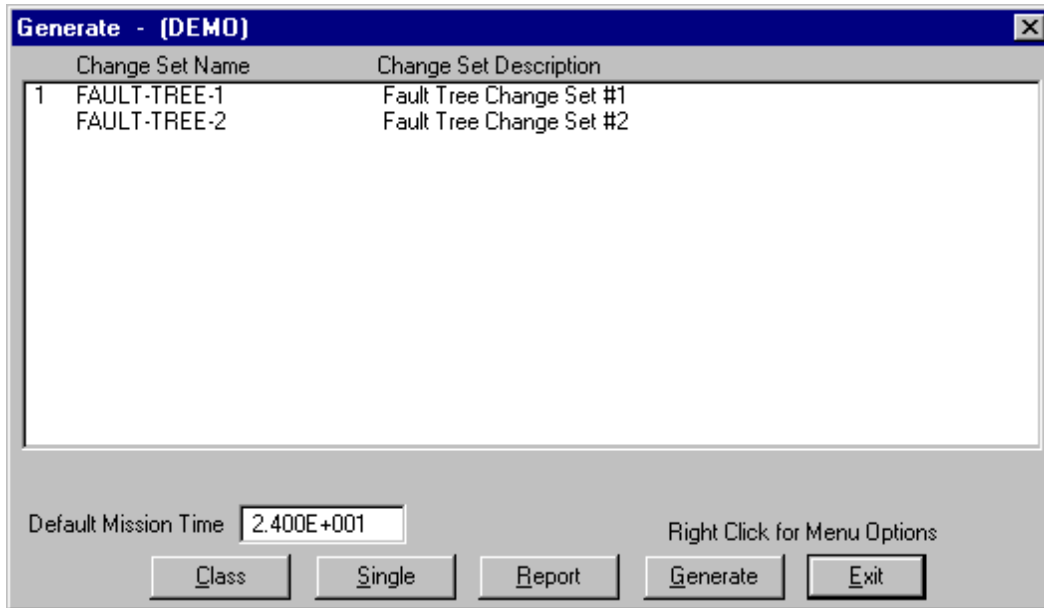 Generate - (DEMO)
Change Set Name Change Set Description
1 FAULT-TREE-1 Fault Tree Change Set #1
FAULT-TREE-2 Fault Tree Change Set #2
Default Mission Time 2.400E+001
Right Click for Menu Options
Class Single Report Generate Exit